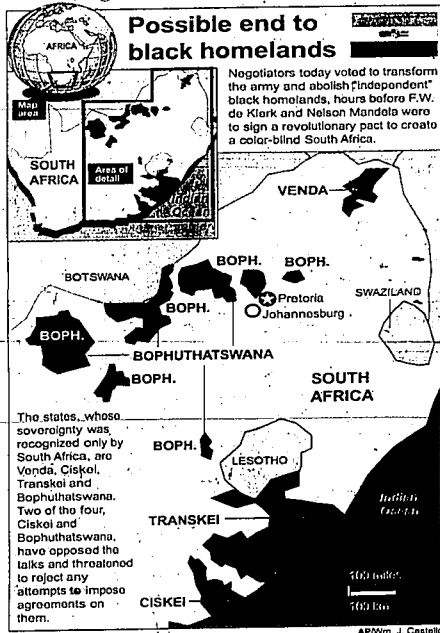 Possible end to
black homelands
Negotiators today voted to transform
the army and abolish "independent"
black homelands, hours before F.W.
de Klerk and Nelson Mandela were
to sign a revolutionary pact to create
a color-blind South Africa.
AFRICA
Map
area
SOUTH
AFRICA
Area of
detail
Indian
Ocean
VENDA
BOTSWANA
BOPH.
BOPH.
BOPH.
SWAZILAND
Pretoria
Johannesburg
BOPH.
BOPHUTHATSWANA
BOPH.
SOUTH
AFRICA
BOPH.
LESOTHO
TRANSKEI
Indian
Ocean
CISKEI
100 miles
100 km
The states, whose
sovereignty was
recognized only by
South Africa, are
Venda, Ciskei,
Transkei and
Bophuthatswana.
Two of the four,
Ciskei and
Bophuthatswana,
have opposed the
talks and threatened
to reject any
attempts to impose
agreements on
them.
AP/Wm. J. Castello